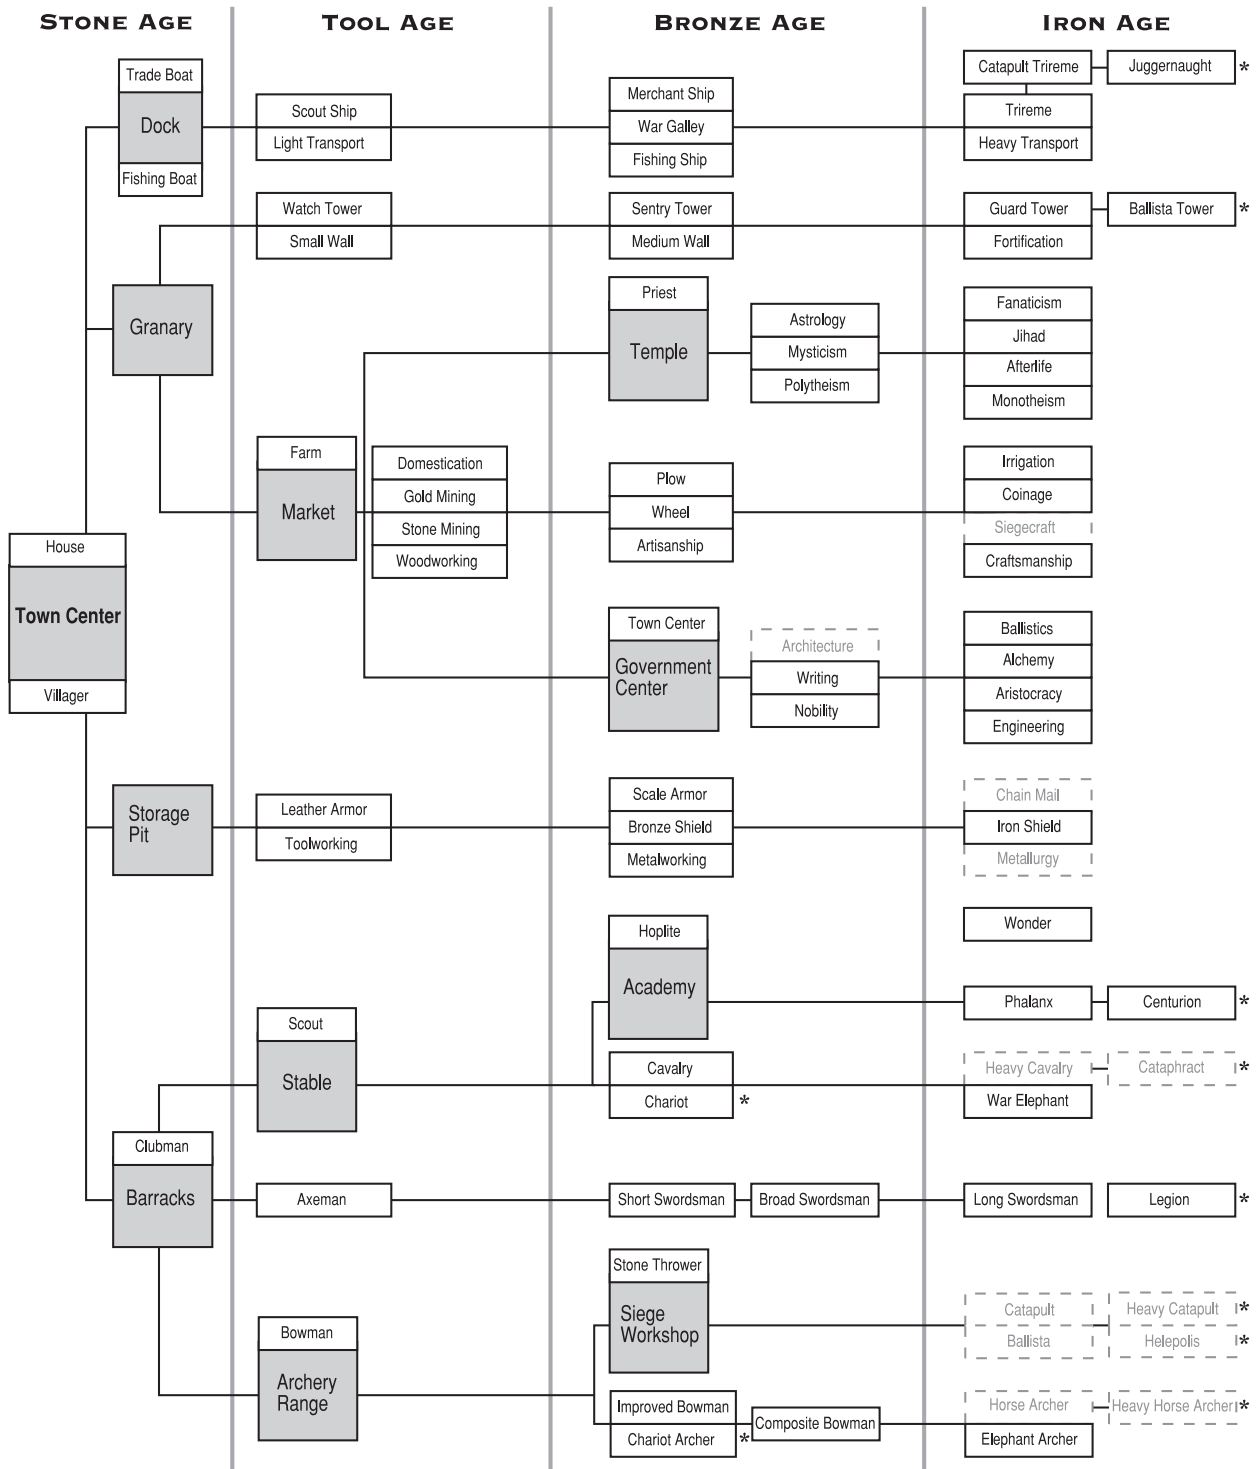 STONE AGE
TOOL AGE
BRONZE AGE
IRON AGE
Trade Boat
Dock
Fishing Boat
Scout Ship
Light Transport
Merchant Ship
War Galley
Fishing Ship
Catapult Trireme
Juggernaught *
Trireme
Heavy Transport
Watch Tower
Small Wall
Sentry Tower
Medium Wall
Guard Tower
Ballista Tower *
Fortification
Granary
Priest
Temple
Astrology
Mysticism
Polytheism
Fanaticism
Jihad
Afterlife
Monotheism
Farm
Market
Domestication
Gold Mining
Stone Mining
Woodworking
Plow
Wheel
Artisanship
Irrigation
Coinage
Siegecraft
Craftsmanship
House
Town Center
Villager
Town Center
Government
Center
Architecture
Writing
Nobility
Ballistics
Alchemy
Aristocracy
Engineering
Storage
Pit
Leather Armor
Toolworking
Scale Armor
Bronze Shield
Metalworking
Chain Mail
Iron Shield
Metallurgy
Wonder
Hoplite
Academy
Phalanx
Centurion *
Scout
Stable
Cavalry
Chariot *
Heavy Cavalry
Cataphract *
War Elephant
Clubman
Barracks
Axeman
Short Swordsman
Broad Swordsman
Long Swordsman
Legion *
Stone Thrower
Siege
Workshop
Catapult
Heavy Catapult *
Ballista
Helepolis *
Bowman
Archery
Range
Improved Bowman
Chariot Archer *
Composite Bowman
Horse Archer
Heavy Horse Archer *
Elephant Archer